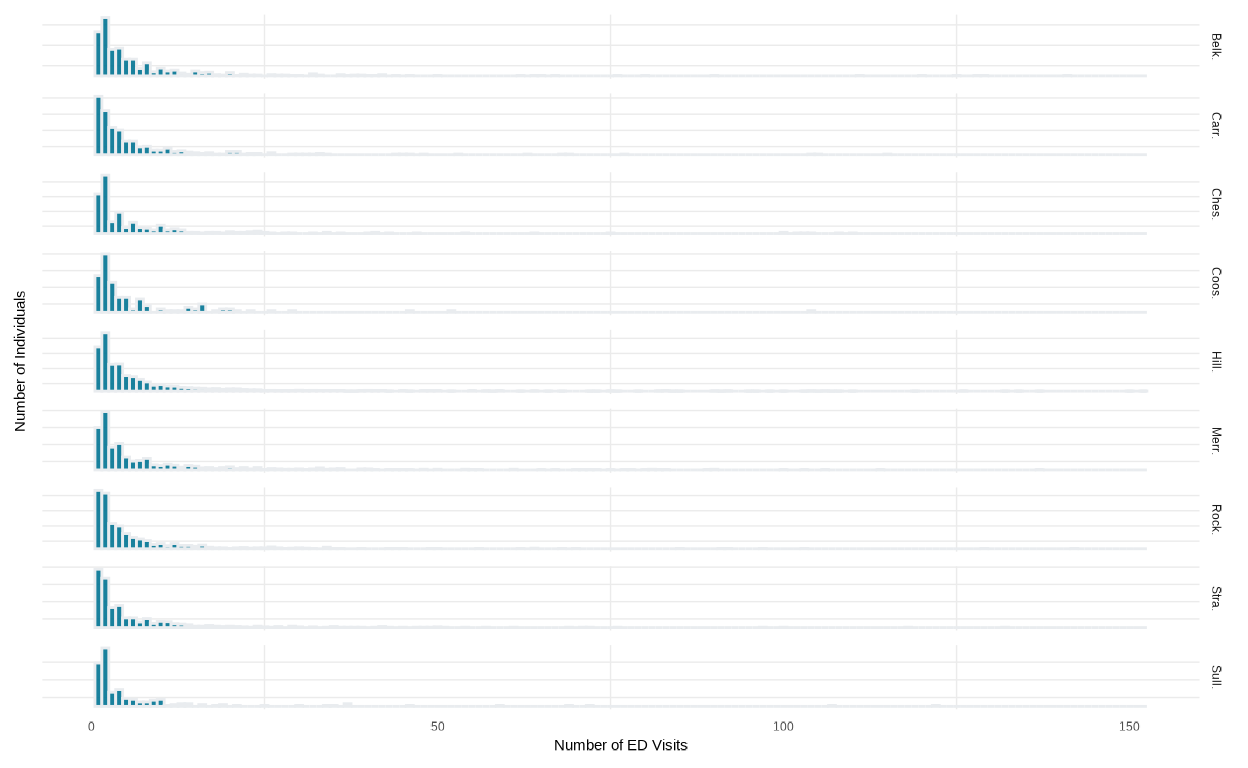 Belk.
Carr.
Ches.
Coos.
Hill.
Merr.
Rock.
Stra.
Sull.
Number of Individuals
0 50 100 150
Number of ED Visits